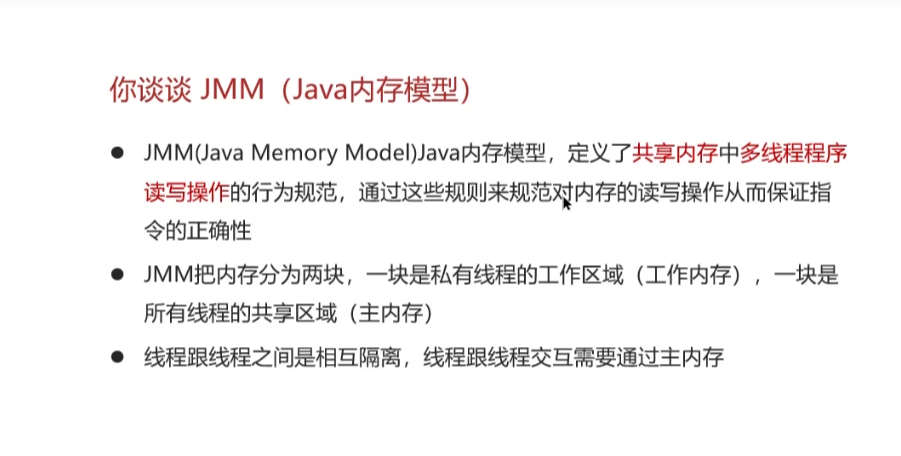 你谈谈 JMM（Java内存模型）
● JMM(Java Memory Model)Java内存模型，定义了共享内存中多线程程序
读写操作的行为规范，通过这些规则来规范对内存的读写操作从而保证指
令的正确性
● JMM把内存分为两块，一块是私有线程的工作区域（工作内存），一块是
所有线程的共享区域（主内存）
● 线程跟线程之间是相互隔离，线程跟线程交互需要通过主内存